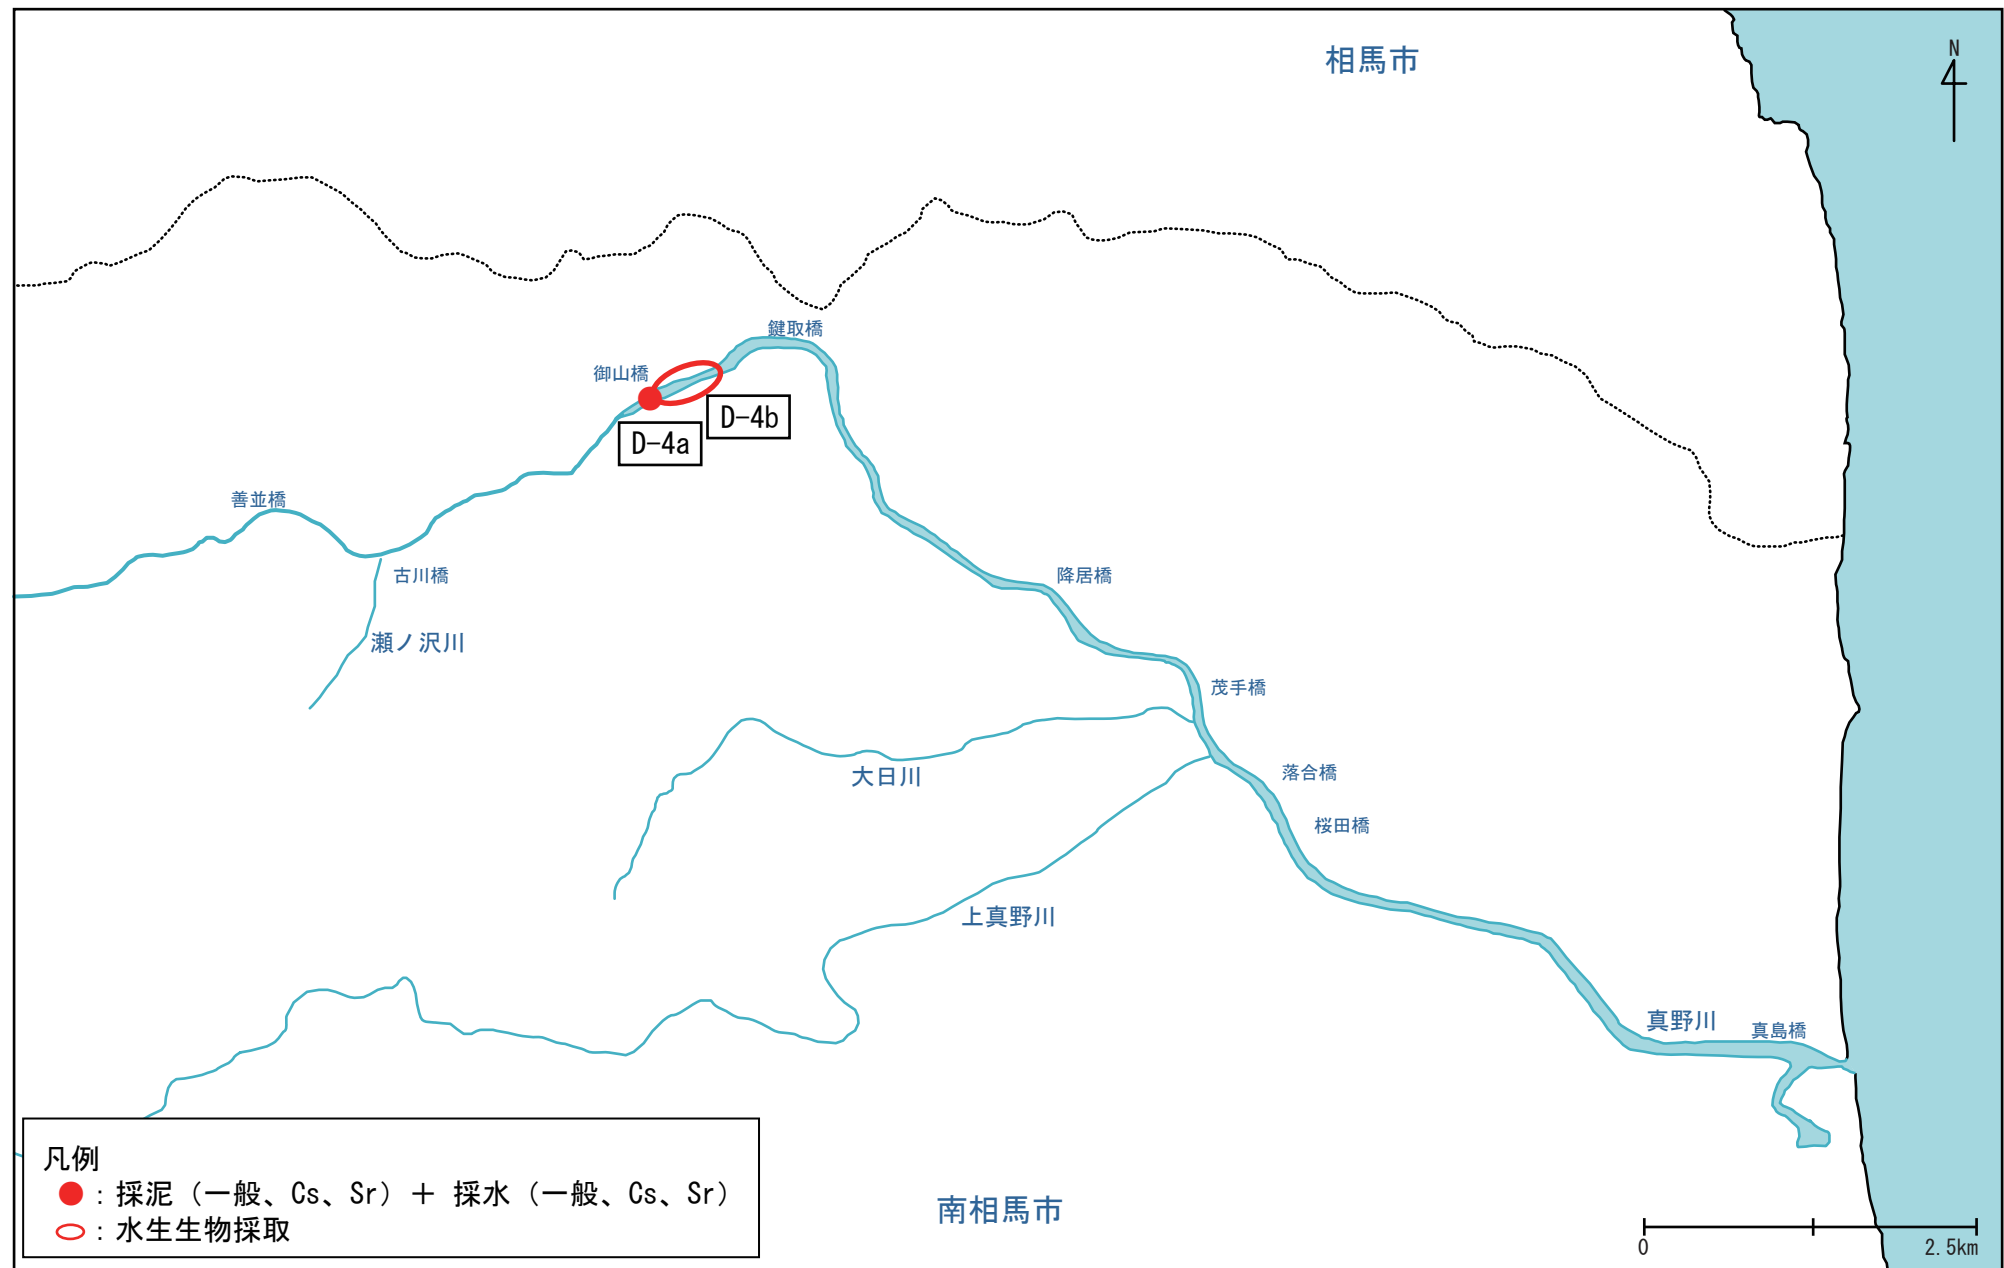 相馬市
N
鍵取橋
御山橋
D-4b
D-4a
善並橋
古川橋
降居橋
瀬ノ沢川
茂手橋
大日川
落合橋
桜田橋
上真野川
真野川
真島橋
凡例
：採泥（一般、Cs、Sr）＋ 採水（一般、Cs、Sr）
：水生生物採取
南相馬市
0
2.5km